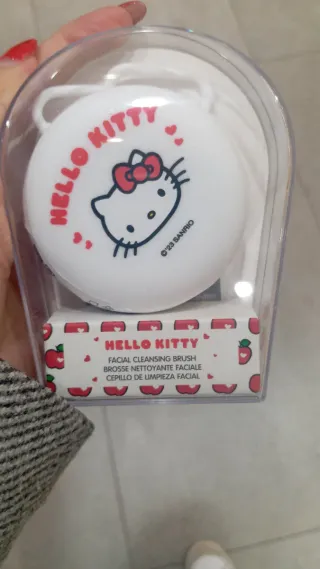 HELLO KITTY
©'23 SANRIO
HELLO KITTY
FACIAL CLEANSING BRUSH
BROSSE NETTOYANTE FACIALE
CEPILLO DE LIMPIEZA FACIAL